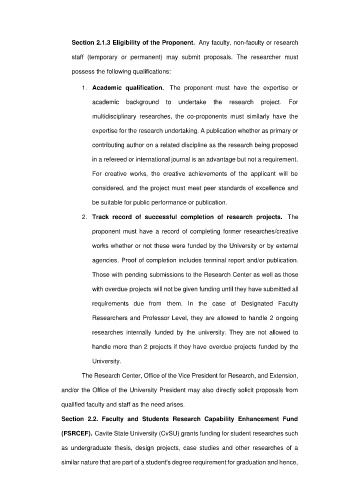 Section 2.1.3 Eligibility of the Proponent. Any faculty, non-faculty or research
staff (temporary or permanent) may submit proposals. The researcher must
possess the following qualifications:
1. Academic qualification. The proponent must have the expertise or
academic background to undertake the research project. For
multidisciplinary researches, the co-proponents must similarly have the
expertise for the research undertaking. A publication whether as primary or
contributing author on a related discipline as the research being proposed
in a refereed or international journal is an advantage but not a requirement.
For creative works, the creative achievements of the applicant will be
considered, and the project must meet peer standards of excellence and
be suitable for public performance or publication.
2. Track record of successful completion of research projects. The
proponent must have a record of completing former researches/creative
works whether or not these were funded by the University or by external
agencies. Proof of completion includes terminal report and/or publication.
Those with pending submissions to the Research Center as well as those
with overdue projects will not be given funding until they have submitted all
requirements due from them. In the case of Designated Faculty
Researchers and Professor Level, they are allowed to handle 2 ongoing
researches internally funded by the university. They are not allowed to
handle more than 2 projects if they have overdue projects funded by the
University.
The Research Center, Office of the Vice President for Research, and Extension,
and/or the Office of the University President may also directly solicit proposals from
qualified faculty and staff as the need arises.
Section 2.2. Faculty and Students Research Capability Enhancement Fund
(FSRCEF). Cavite State University (CvSU) grants funding for student researches such
as undergraduate thesis, design projects, case studies and other researches of a
similar nature that are part of a student's degree requirement for graduation and hence,